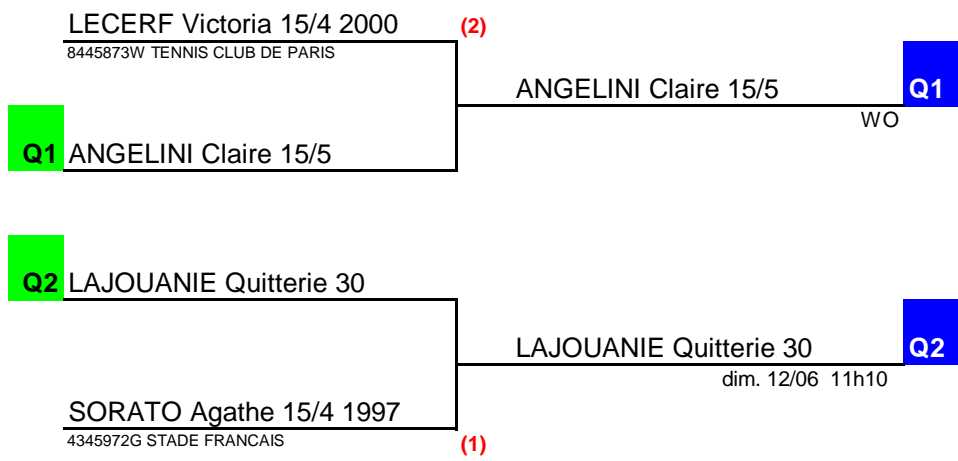 LECERF Victoria 15/4 2000 (2)
8445873W TENNIS CLUB DE PARIS
ANGELINI Claire 15/5 Q1
WO
Q1 ANGELINI Claire 15/5
Q2 LAJOUANIE Quitterie 30
LAJOUANIE Quitterie 30 Q2
dim. 12/06 11h10
SORATO Agathe 15/4 1997
4345972G STADE FRANCAIS (1)